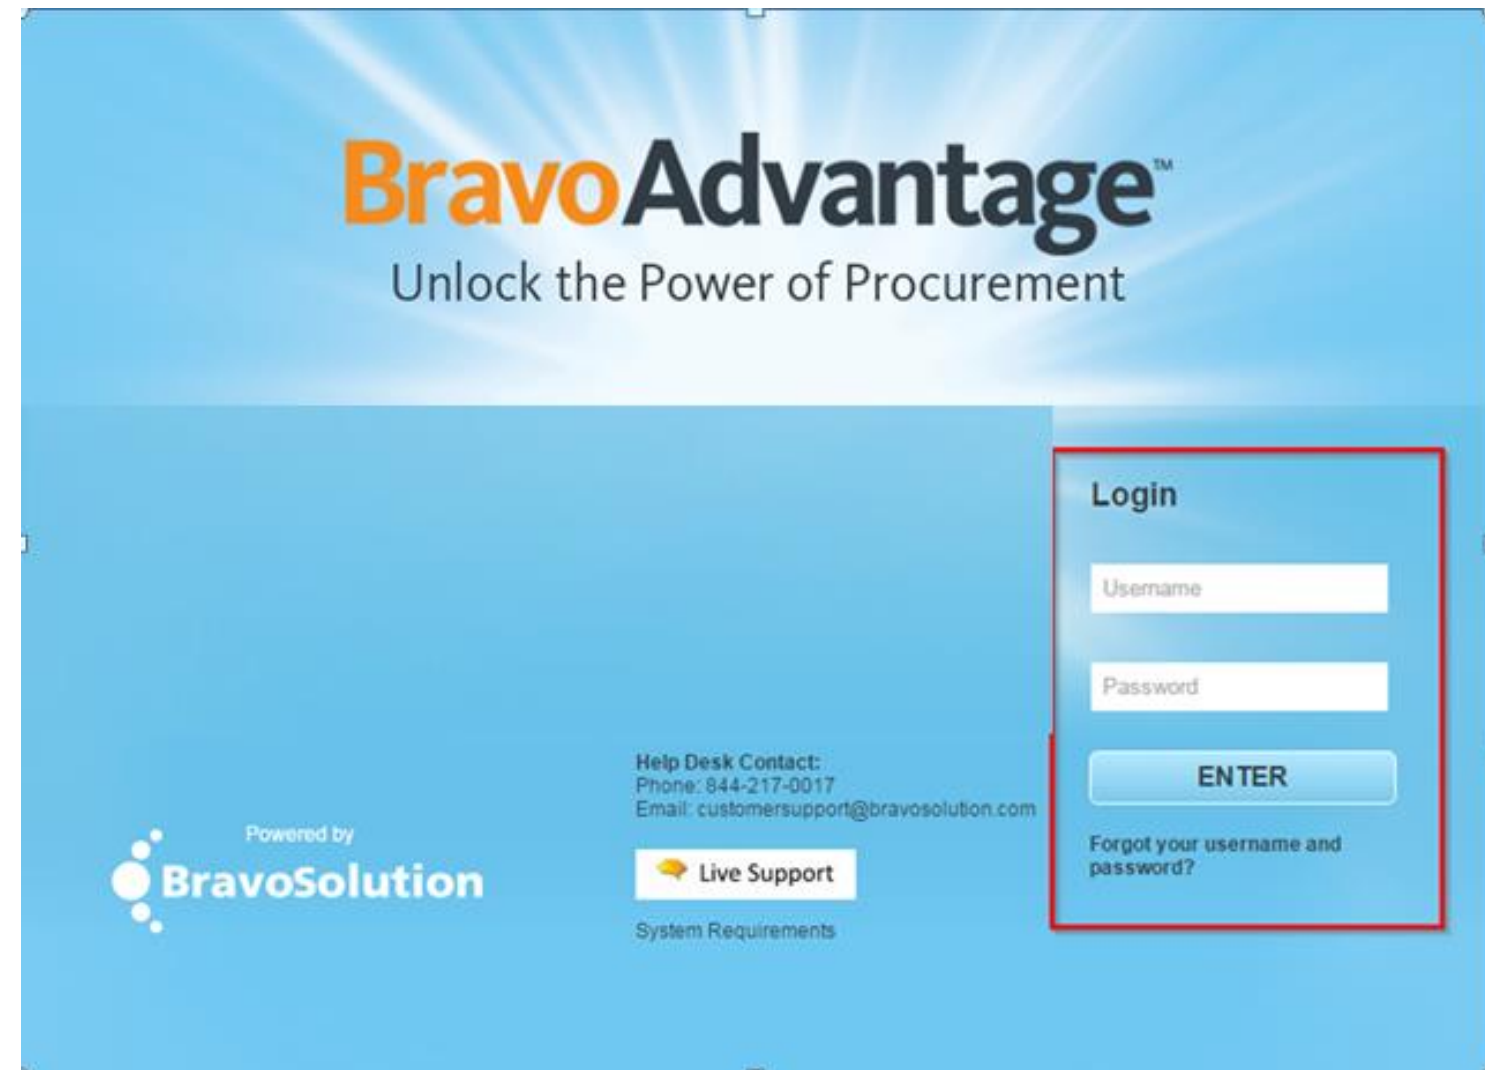 BravoAdvantage™
Unlock the Power of Procurement
Login
Username
Password
ENTER
Forgot your username and
password?
Help Desk Contact:
Phone: 844-217-0017
Email: customersupport@bravosolution.com
Live Support
System Requirements
Powered by
BravoSolution